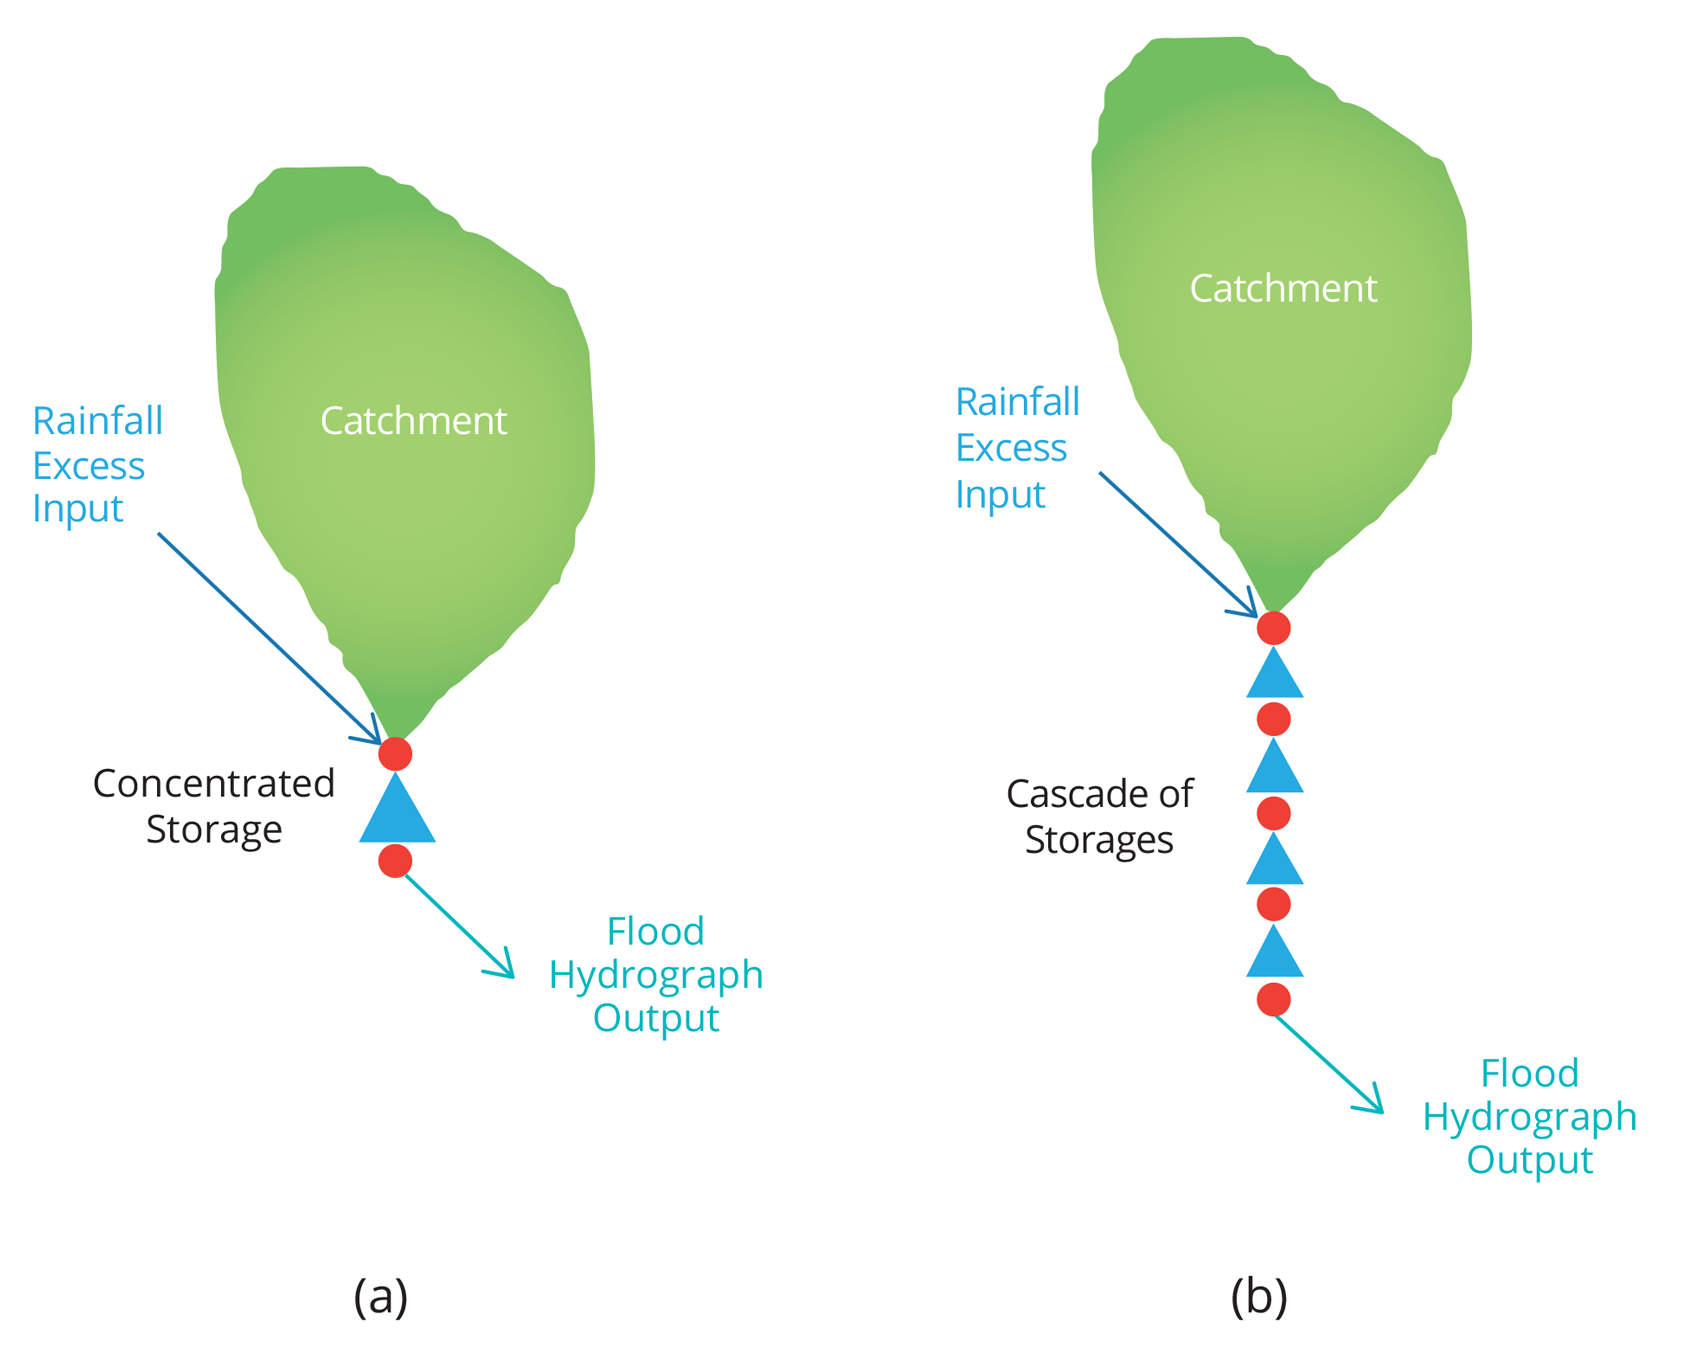 Catchment
Rainfall
Excess
Input
Concentrated
Storage
Flood
Hydrograph
Output
(a)
Catchment
Rainfall
Excess
Input
Cascade of
Storages
Flood
Hydrograph
Output
(b)